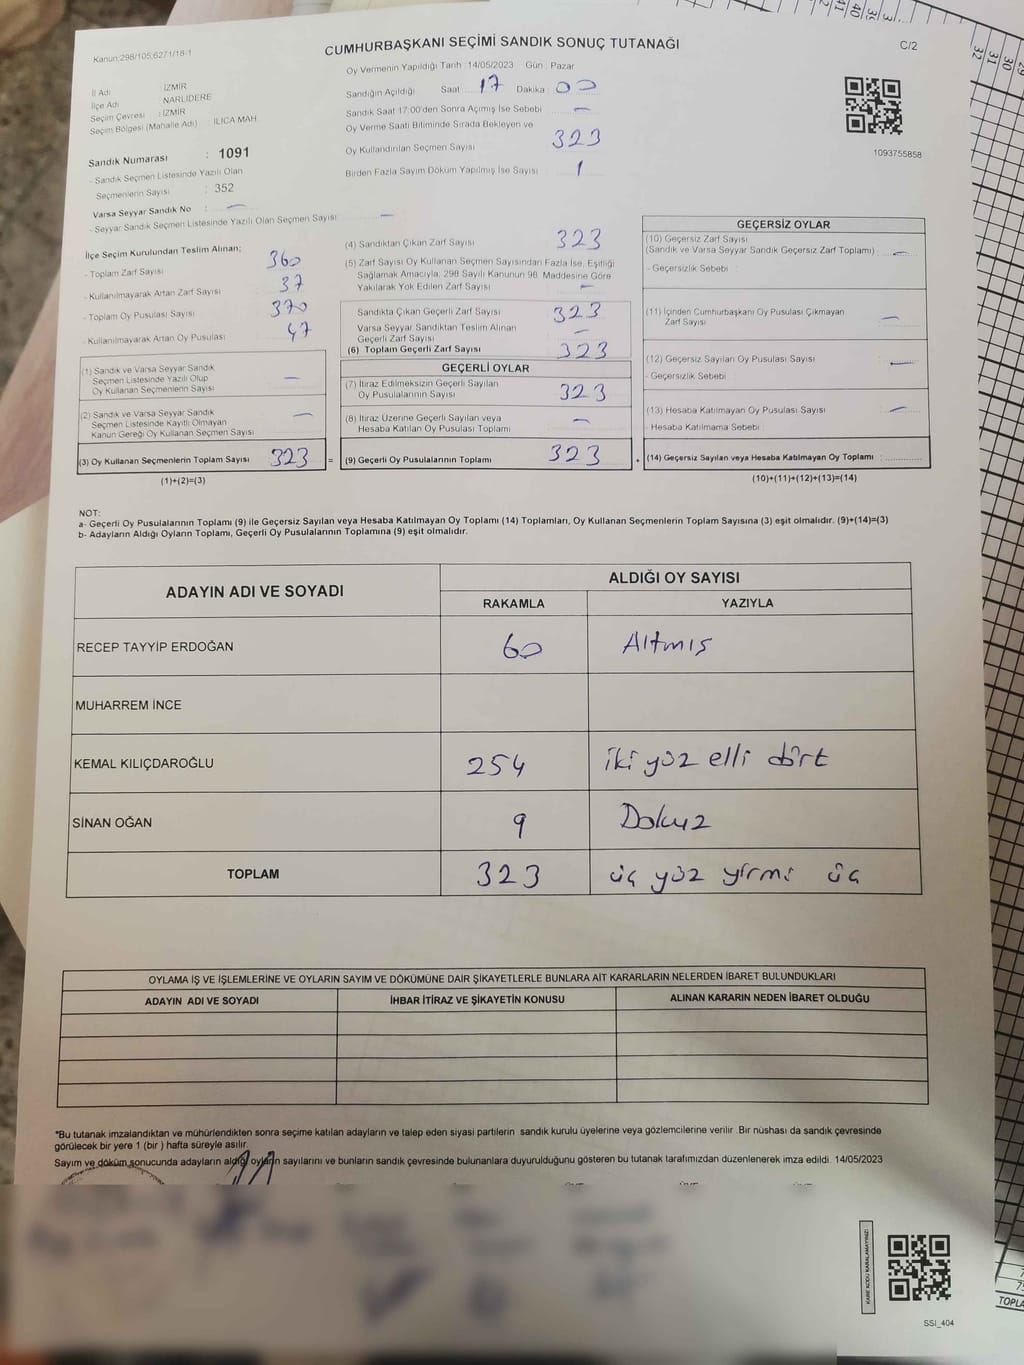 Kanun:298/105,6271/18-1
CUMHURBAŞKANI SEÇİMİ SANDIK SONUÇ TUTANAĞI
C/2
İl Adı : İZMİR
İlçe Adı NARLIDERE
Seçim Çevresi : İZMİR
Seçim Bölgesi (Mahalle Adı) ILICA MAH.
Sandık Numarası : 1091
- Sandık Seçmen Listesinde Yazılı Olan
Seçmenlerin Sayısı : 352
Varsa Seyyar Sandık No : -
- Seyyar Sandık Seçmen Listesinde Yazılı Olan Seçmen Sayısı -
Oy Vermenin Yapıldığı Tarih :14/05/2023 Gün : Pazar
Sandığın Açıldığı Saat 17 Dakika 00
Sandık Saat 17:00'den Sonra Açımış İse Sebebi -
Oy Verme Saati Bitiminde Sırada Bekleyen ve
Oy Kullandırılan Seçmen Sayısı 323
Birden Fazla Sayım Döküm Yapılmış İse Sayısı 1
1093755858
İlçe Seçim Kurulundan Teslim Alınan;
- Toplam Zarf Sayısı 360
- Kullanılmayarak Artan Zarf Sayısı 37
- Toplam Oy Pusulası Sayısı 370
- Kullanılmayarak Artan Oy Pusulası 47
(1) Sandık ve Varsa Seyyar Sandık
Seçmen Listesinde Yazılı Olup
Oy Kullanan Seçmenlerin Sayısı -
(2) Sandık ve Varsa Seyyar Sandık
Seçmen Listesinde Kayıtlı Olmayan
Kanun Gereği Oy Kullanan Seçmen Sayısı -
(3) Oy Kullanan Seçmenlerin Toplam Sayısı 323 =
(1)+(2)=(3)
(4) Sandıktan Çıkan Zarf Sayısı 323
(5) Zarf Sayısı Oy Kullanan Seçmen Sayısından Fazla İse, Eşitliği
Sağlamak Amacıyla, 298 Sayılı Kanunun 98. Maddesine Göre
Yakılarak Yok Edilen Zarf Sayısı -
Sandıkta Çıkan Geçerli Zarf Sayısı 323
Varsa Seyyar Sandıktan Teslim Alınan
Geçerli Zarf Sayısı -
(6) Toplam Geçerli Zarf Sayısı 323
GEÇERLİ OYLAR
(7) İtiraz Edilmeksizin Geçerli Sayılan
Oy Pusulalarının Sayısı 323
(8) İtiraz Üzerine Geçerli Sayılan veya
Hesaba Katılan Oy Pusulası Toplamı -
(9) Geçerli Oy Pusulalarının Toplamı 323
GEÇERSİZ OYLAR
(10) Geçersiz Zarf Sayısı
(Sandık ve Varsa Seyyar Sandık Geçersiz Zarf Toplamı) : -
- Geçersizlik Sebebi :
(11) İçinden Cumhurbaşkanı Oy Pusulası Çıkmayan
Zarf Sayısı -
(12) Geçersiz Sayılan Oy Pusulası Sayısı -
- Geçersizlik Sebebi :
(13) Hesaba Katılmayan Oy Pusulası Sayısı -
- Hesaba Katılmama Sebebi :
(14) Geçersiz Sayılan veya Hesaba Katılmayan Oy Toplamı :
(10)+(11)+(12)+(13)=(14)
NOT:
a- Geçerli Oy Pusulalarının Toplamı (9) ile Geçersiz Sayılan veya Hesaba Katılmayan Oy Toplamı (14) Toplamları, Oy Kullanan Seçmenlerin Toplam Sayısına (3) eşit olmalıdır. (9)+(14)=(3)
b- Adayların Aldığı Oyların Toplamı, Geçerli Oy Pusulalarının Toplamına (9) eşit olmalıdır.
ADAYIN ADI VE SOYADI
ALDIĞI OY SAYISI
RAKAMLA YAZIYLA
RECEP TAYYİP ERDOĞAN 60 Altmış
MUHARREM İNCE
KEMAL KILIÇDAROĞLU 254 iki yüz elli dört
SİNAN OĞAN 9 Dokuz
TOPLAM 323 üç yüz yirmi üç
OYLAMA İŞ VE İŞLEMLERİNE VE OYLARIN SAYIM VE DÖKÜMÜNE DAİR ŞİKAYETLERLE BUNLARA AİT KARARLARIN NELERDEN İBARET BULUNDUKLARI
ADAYIN ADI VE SOYADI İHBAR İTİRAZ VE ŞİKAYETİN KONUSU ALINAN KARARIN NEDEN İBARET OLDUĞU
*Bu tutanak imzalandıktan ve mühürlendikten sonra seçime katılan adayların ve talep eden siyasi partilerin sandık kurulu üyelerine veya gözlemcilerine verilir .Bir nüshası da sandık çevresinde
görülecek bir yere 1 (bir ) hafta süreyle asılır.
Sayım ve döküm sonucunda adayların aldığı oyların sayılarını ve bunların sandık çevresinde bulunanlara duyurulduğunu gösteren bu tutanak tarafımızdan düzenlenerek imza edildi. 14/05/2023
KARE KODU KARALAMAYINIZ!
SSI_404